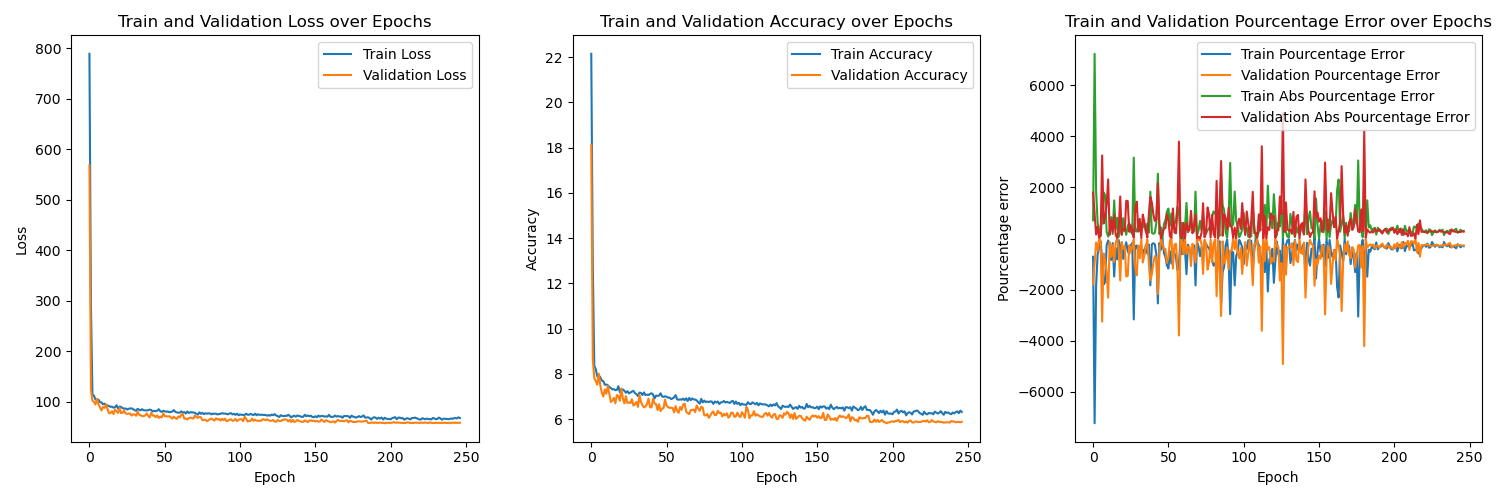 Train and Validation Loss over Epochs
Train Loss
Validation Loss
800
700
600
500
400
300
200
100
Loss
0
50
100
150
200
250
Epoch
Train and Validation Accuracy over Epochs
Train Accuracy
Validation Accuracy
22
20
18
16
14
12
10
8
6
Accuracy
0
50
100
150
200
250
Epoch
Train and Validation Pourcentage Error over Epochs
Train Pourcentage Error
Validation Pourcentage Error
Train Abs Pourcentage Error
Validation Abs Pourcentage Error
6000
4000
2000
0
−2000
−4000
−6000
Pourcentage error
0
50
100
150
200
250
Epoch